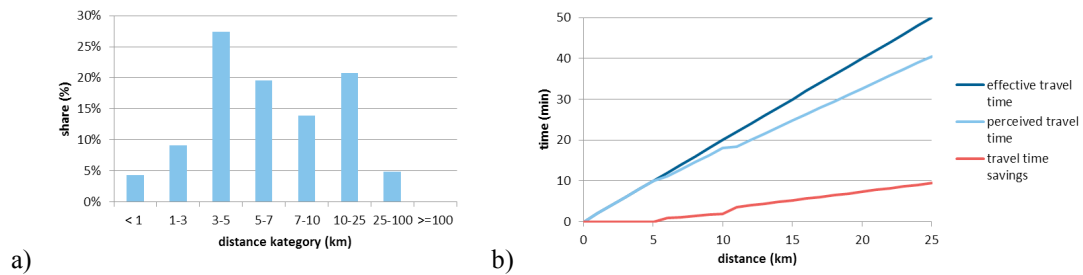 30%
25%
20%
15%
10%
5%
0%
share (%)
< 1 1-3 3-5 5-7 7-10 10-25 25-100 >=100
distance kategory (km)
a)
50
40
30
20
10
0
time (min)
0 5 10 15 20 25
distance (km)
effective travel
time
perceived travel
time
travel time
savings
b)